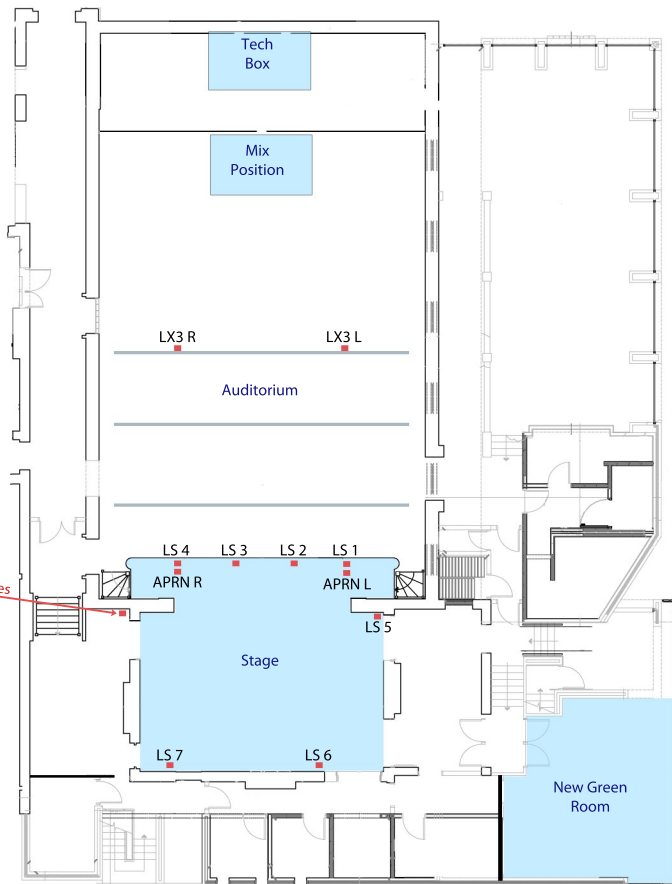 Tech
Box
Mix
Position
LX3 R
LX3 L
Auditorium
LS 4
LS 3
LS 2
LS 1
APRN R
APRN L
es
LS 5
Stage
LS 7
LS 6
New Green
Room